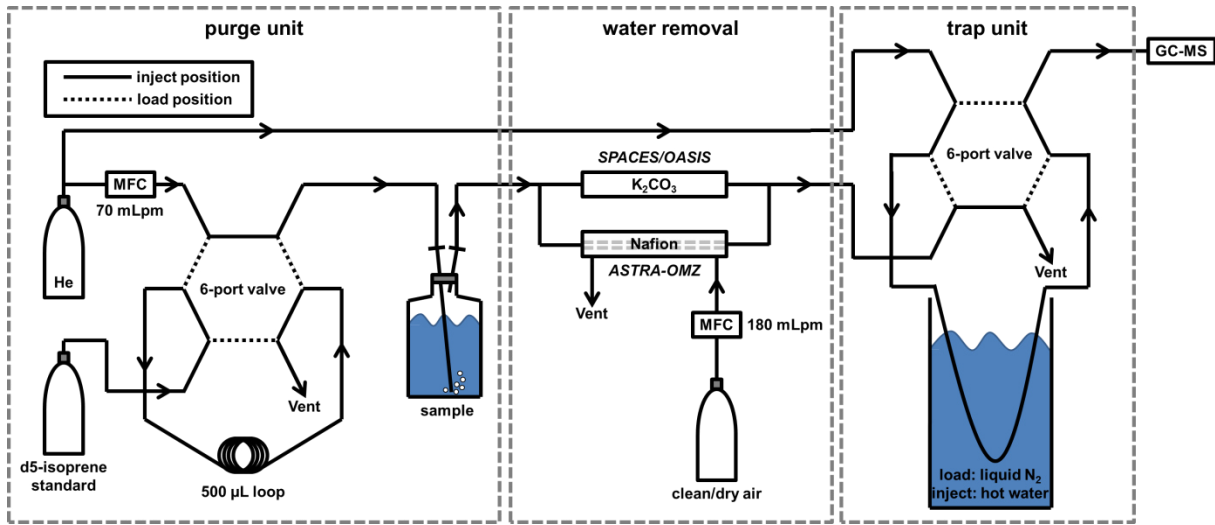 purge unit
water removal
trap unit
inject position
load position
GC-MS
MFC
70 mLpm
He
6-port valve
Vent
d5-isoprene
standard
500 µL loop
sample
SPACES/OASIS
K₂CO₃
Nafion
ASTRA-OMZ
Vent
MFC
180 mLpm
clean/dry air
6-port valve
Vent
load: liquid N₂
inject: hot water